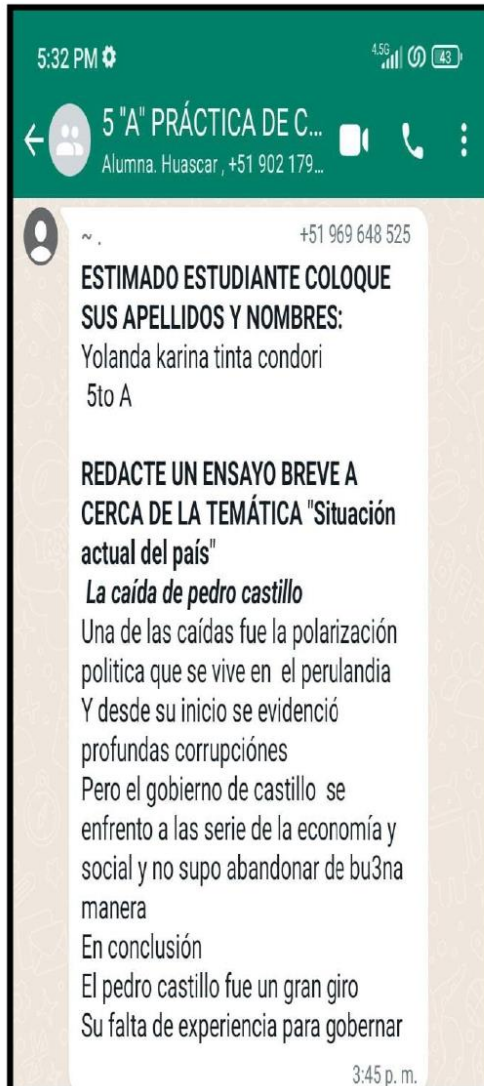 5:32 PM
4.5G
43
5 "A" PRÁCTICA DE C...
Alumna. Huascar , +51 902 179...
~ .
+51 969 648 525
ESTIMADO ESTUDIANTE COLOQUE
SUS APELLIDOS Y NOMBRES:
Yolanda karina tinta condori
5to A
REDACTE UN ENSAYO BREVE A
CERCA DE LA TEMÁTICA "Situación
actual del país"
La caída de pedro castillo
Una de las caídas fue la polarización
politica que se vive en el perulandia
Y desde su inicio se evidenció
profundas corrupciónes
Pero el gobierno de castillo se
enfrento a las serie de la economía y
social y no supo abandonar de bu3na
manera
En conclusión
El pedro castillo fue un gran giro
Su falta de experiencia para gobernar
3:45 p. m.